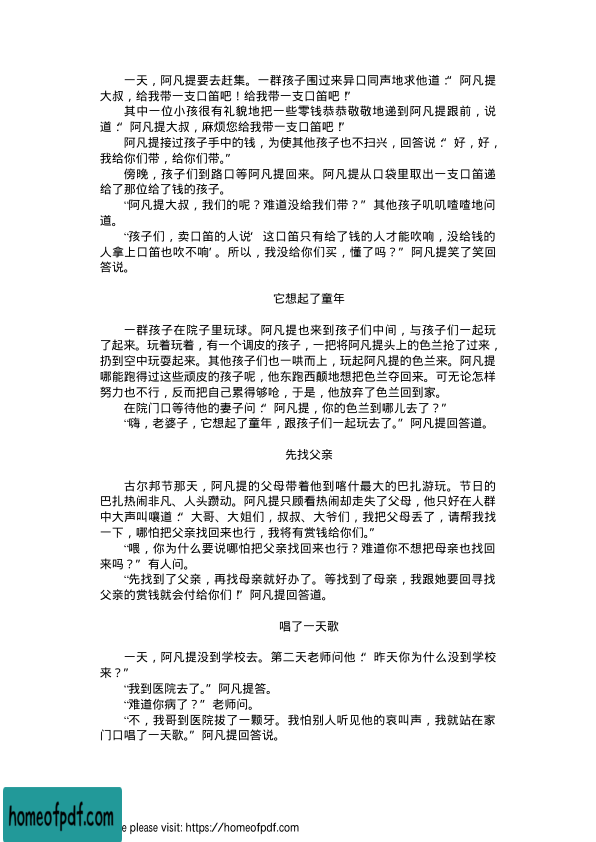 一天，阿凡提要去赶集。一群孩子围过来异口同声地求他道：“阿凡提
大叔，给我带一支口笛吧！给我带一支口笛吧！”
其中一位小孩很有礼貌地把一些零钱恭恭敬敬地递到阿凡提跟前，说
道：“阿凡提大叔，麻烦您给我带一支口笛吧！”
阿凡提接过孩子手中的钱，为使其他孩子也不扫兴，回答说：“好，好，
我给你们带，给你们带。”
傍晚，孩子们到路口等阿凡提回来。阿凡提从口袋里取出一支口笛递
给了那位给了钱的孩子。
“阿凡提大叔，我们的呢？难道没给我们带？”其他孩子叽叽喳喳地问
道。
“孩子们，卖口笛的人说‘这口笛只有给了钱的人才能吹响，没给钱的
人拿上口笛也吹不响’。所以，我没给你们买，懂了吗？”阿凡提笑了笑回
答说。
它想起了童年
一群孩子在院子里玩球。阿凡提也来到孩子们中间，与孩子们一起玩
了起来。玩着玩着，有一个调皮的孩子，一把将阿凡提头上的色兰抢了过来，
扔到空中玩耍起来。其他孩子们也一哄而上，玩起阿凡提的色兰来。阿凡提
哪能跑得过这些顽皮的孩子呢，他东跑西颠地想把色兰夺回来。可无论怎样
努力也不行，反而把自己累得够呛，于是，他放弃了色兰回到家。
在院门口等待他的妻子问：“阿凡提，你的色兰到哪儿去了？”
“嗨，老婆子，它想起了童年，跟孩子们一起玩去了。”阿凡提回答道。
先找父亲
古尔邦节那天，阿凡提的父母带着他到喀什最大的巴扎游玩。节日的
巴扎热闹非凡、人头躜动。阿凡提只顾看热闹却走失了父母，他只好在人群
中大声叫嚷道：“大哥、大姐们，叔叔、大爷们，我把父母丢了，请帮我找
一下，哪怕把父亲找回来也行，我将有赏钱给你们。”
“喂，你为什么要说哪怕把父亲找回来也行？难道你不想把母亲也找回
来吗？”有人问。
“先找到了父亲，再找母亲就好办了。等找到了母亲，我跟她要回寻找
父亲的赏钱就会付给你们！”阿凡提回答道。
唱了一天歌
一天，阿凡提没到学校去。第二天老师问他：“昨天你为什么没到学校
来？”
“我到医院去了。”阿凡提答。
“难道你病了？”老师问。
“不，我哥到医院拔了一颗牙。我怕别人听见他的哀叫声，我就站在家
门口唱了一天歌。”阿凡提回答说。
homeofpdf.com
e please visit: https://homeofpdf.com